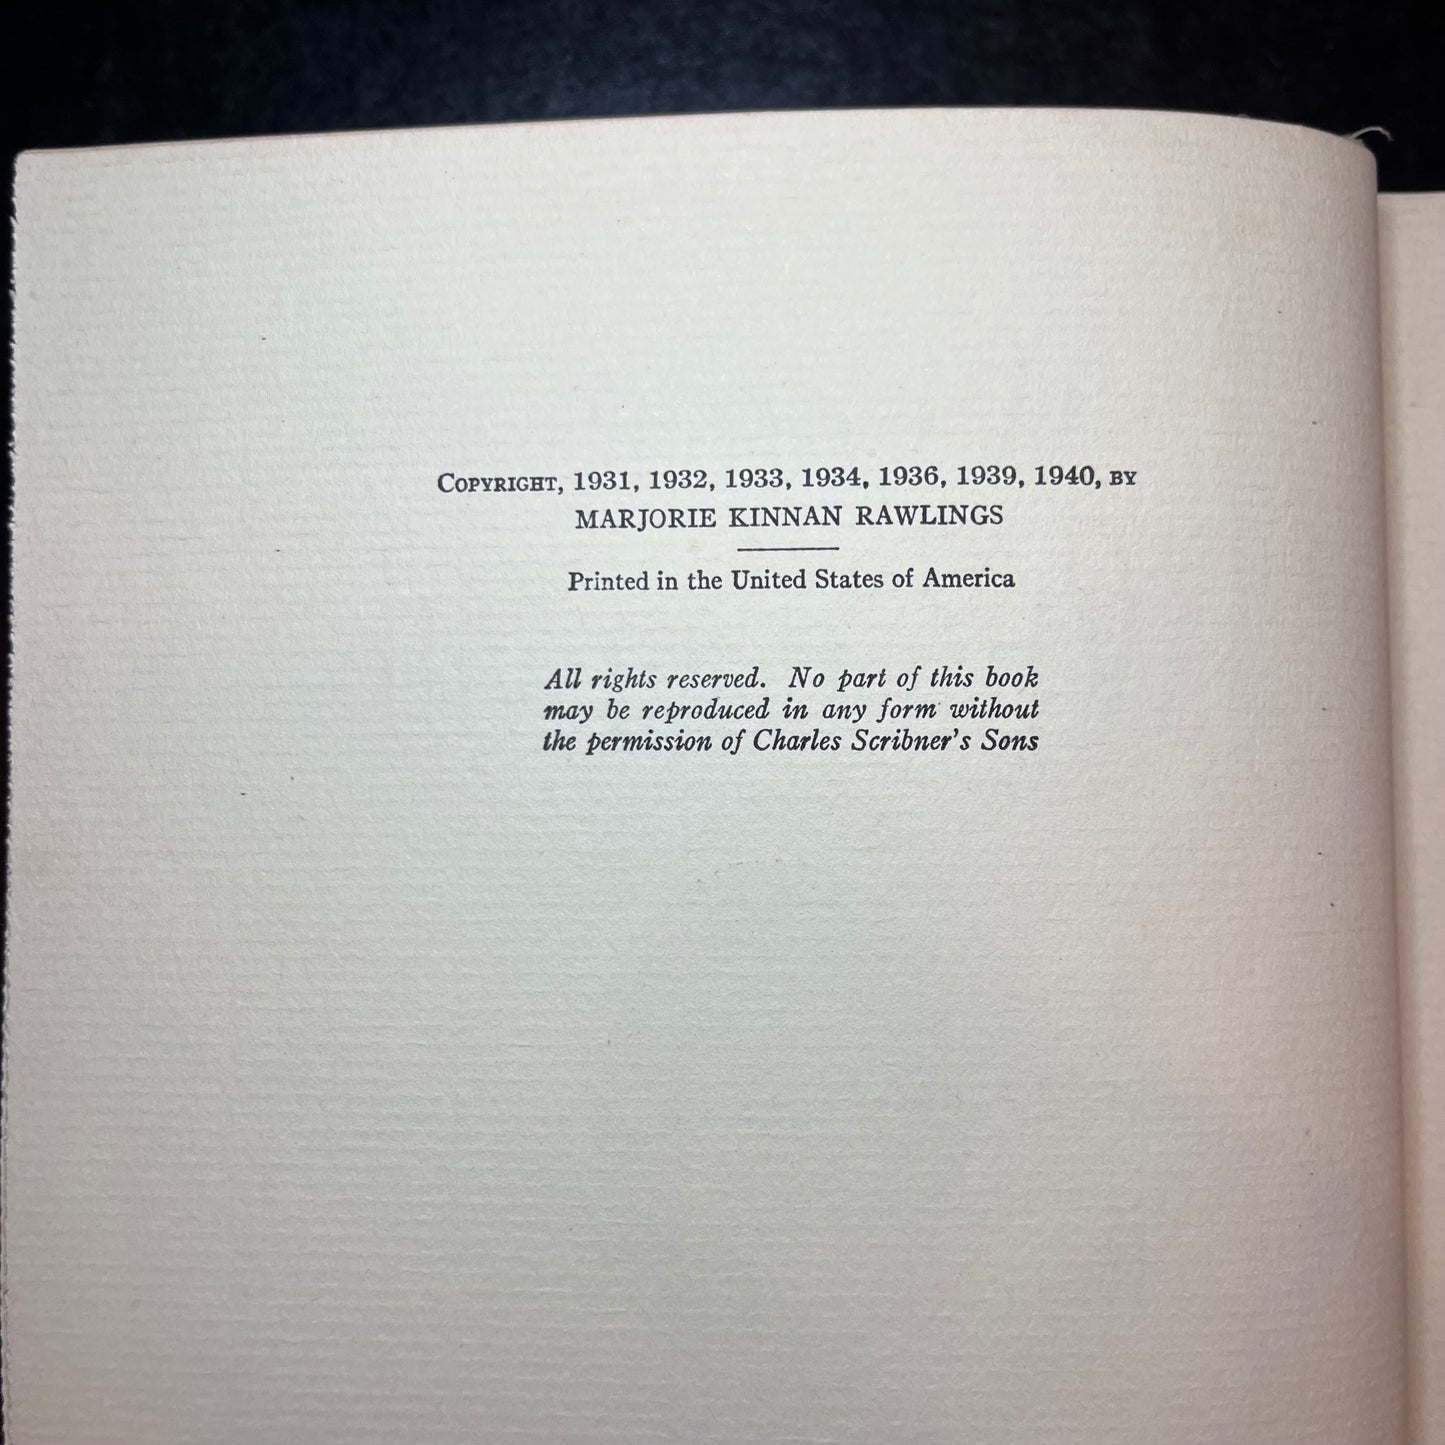 Copyright, 1931, 1932, 1933, 1934, 1936, 1939, 1940, by
MARJORIE KINNAN RAWLINGS
Printed in the United States of America
All rights reserved. No part of this book
may be reproduced in any form without
the permission of Charles Scribner's Sons